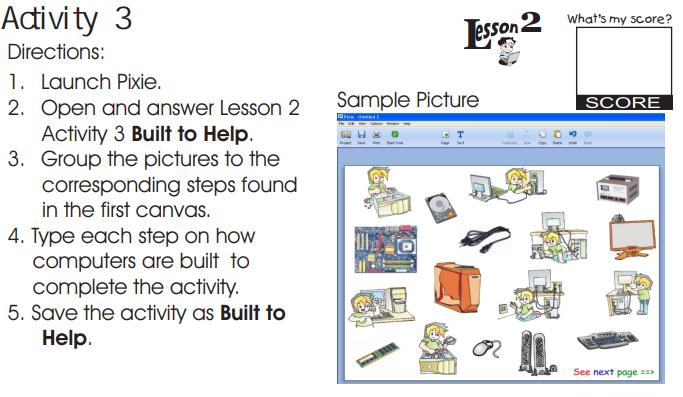 Activity 3
Lesson 2
What's my score?
Directions:
1. Launch Pixie.
2. Open and answer Lesson 2
Activity 3 Built to Help.
3. Group the pictures to the
corresponding steps found
in the first canvas.
4. Type each step on how
computers are built to
complete the activity.
5. Save the activity as Built to
Help.
SCORE
Sample Picture
Pixie - Untitled 2
File Edit View Options Window Help
Project Save Print Start Over Page Text Duplicate Copy Paste Undo Redo
See next page ==>